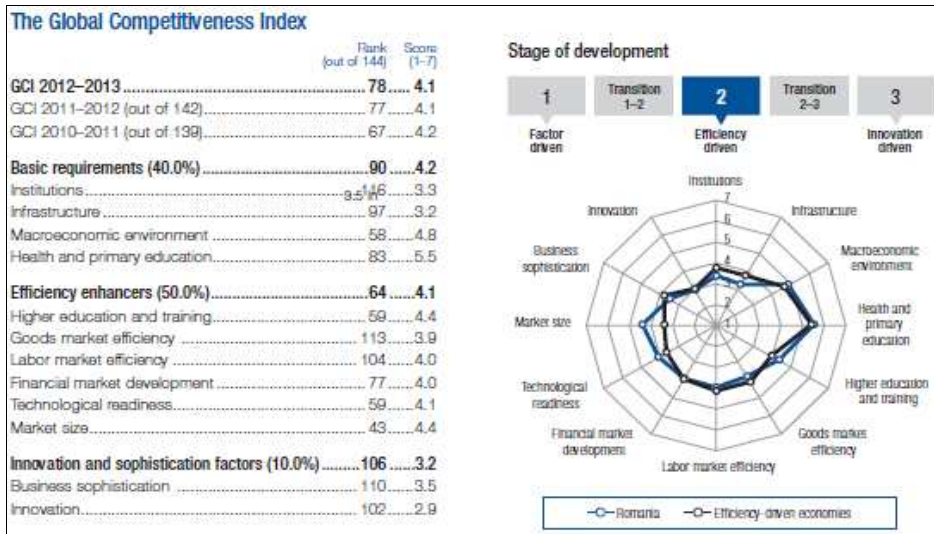 The Global Competitiveness Index
Rank Score
(out of 144) (1–7)
GCI 2012–2013 78 4.1
GCI 2011–2012 (out of 142) 77 4.1
GCI 2010–2011 (out of 139) 67 4.2
Basic requirements (40.0%) 90 4.2
Institutions 116 3.3
Infrastructure 97 3.2
Macroeconomic environment 58 4.8
Health and primary education 83 5.5
Efficiency enhancers (50.0%) 64 4.1
Higher education and training 59 4.4
Goods market efficiency 113 3.9
Labor market efficiency 104 4.0
Financial market development 77 4.0
Technological readiness 59 4.1
Market size 43 4.4
Innovation and sophistication factors (10.0%) 106 3.2
Business sophistication 110 3.5
Innovation 102 2.9
Stage of development
1 Transition 1–2 2 Transition 2–3 3
Factor driven
Efficiency driven
Innovation driven
Institutions
Infrastructure
Macroeconomic environment
Health and primary education
Higher education and training
Goods market efficiency
Labor market efficiency
Financial market development
Technological readiness
Market size
Business sophistication
Innovation
7
6
5
4
2
1
Romania Efficiency-driven economies